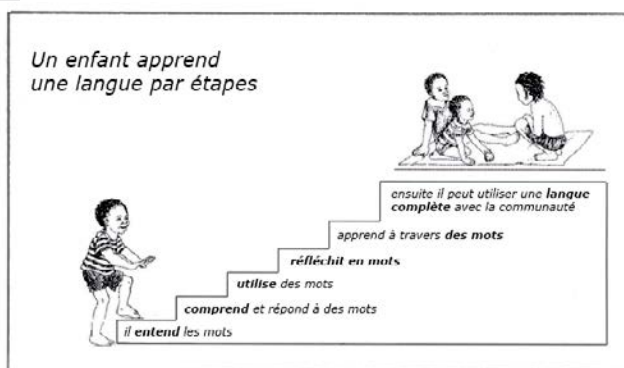 Un enfant apprend
une langue par étapes
ensuite il peut utiliser une langue
complète avec la communauté
apprend à travers des mots
réfléchit en mots
utilise des mots
comprend et répond à des mots
il entend les mots